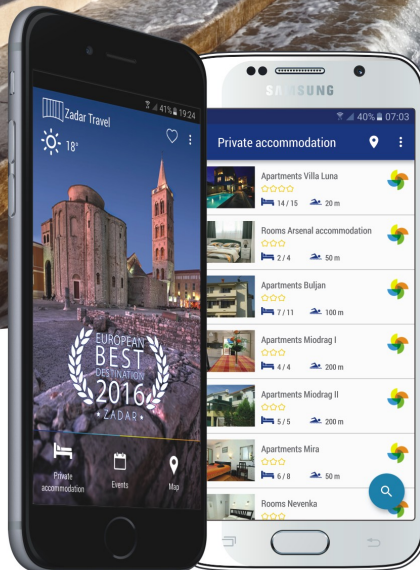 Zadar Travel
41% 19:24
18°
EUROPEAN
BEST
DESTINATION
2016
• ZADAR •
Private
accommodation
Events
Map
SAMSUNG
40% 07:03
Private accommodation
Apartments Villa Luna
14 / 15 20 m
Rooms Arsenal accommodation
2 / 4 50 m
Apartments Buljan
7 / 11 100 m
Apartments Miodrag I
4 / 4 200 m
Apartments Miodrag II
5 / 5 200 m
Apartments Mira
6 / 8 50 m
Rooms Nevenka